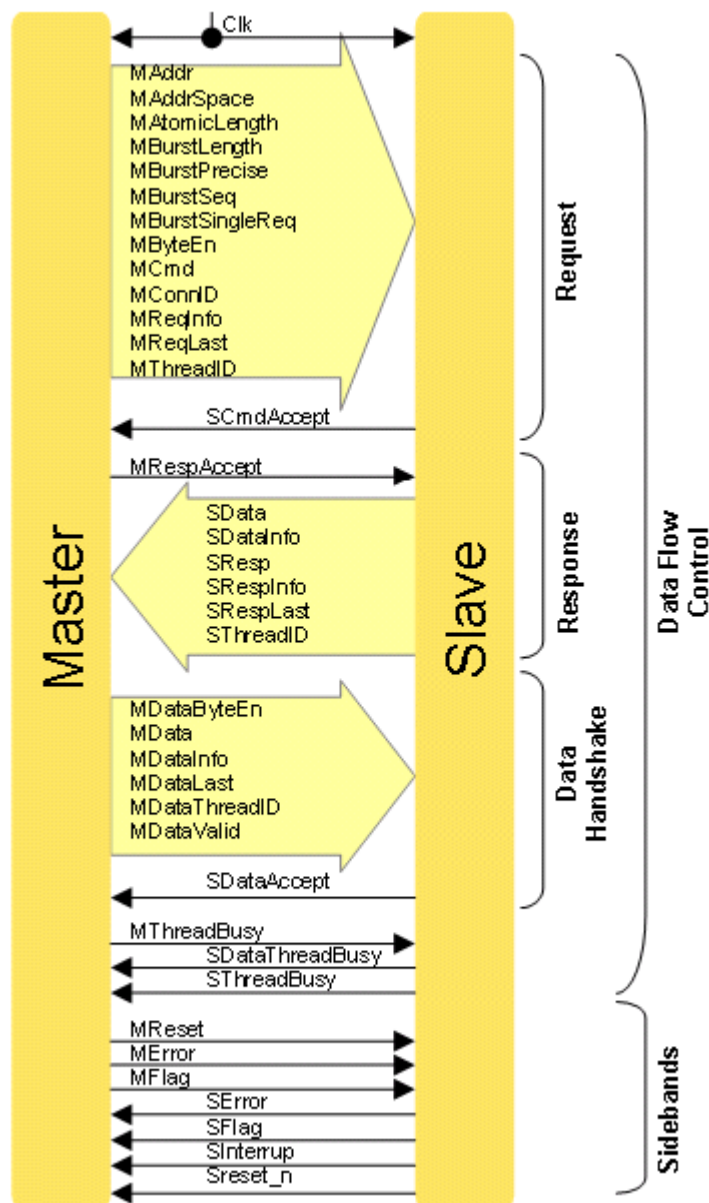 Clk
MAddr
MAddrSpace
MAtomicLength
MBurstLength
MBurstPrecise
MBurstSeq
MBurstSingleReq
MByteEn
MCmd
MConnID
MReqInfo
MReqLast
MThreadID
SCmdAccept
Request
MRespAccept
SData
SDataInfo
SResp
SRespInfo
SRespLast
SThreadID
Response
Master
Slave
Data Flow
Control
MDataByteEn
MData
MDataInfo
MDataLast
MDataThreadID
MDataValid
SDataAccept
Data
Handshake
MThreadBusy
SDataThreadBusy
SThreadBusy
MReset
MError
MFlag
SError
SFlag
SInterrup
Sreset_n
Sidebands